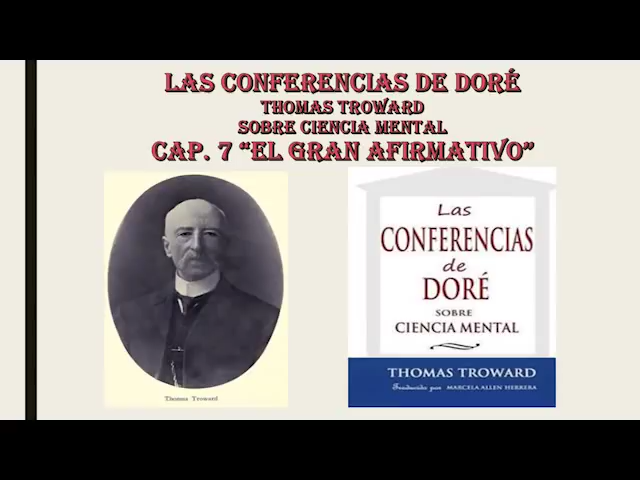 LAS CONFERENCIAS DE DORÉ
THOMAS TROWARD
SOBRE CIENCIA MENTAL
CAP. 7 “EL GRAN AFIRMATIVO”
Thomas Troward
Las
CONFERENCIAS
de
DORÉ
SOBRE
CIENCIA MENTAL
THOMAS TROWARD
Traducido por MARCELA ALLEN HERRERA